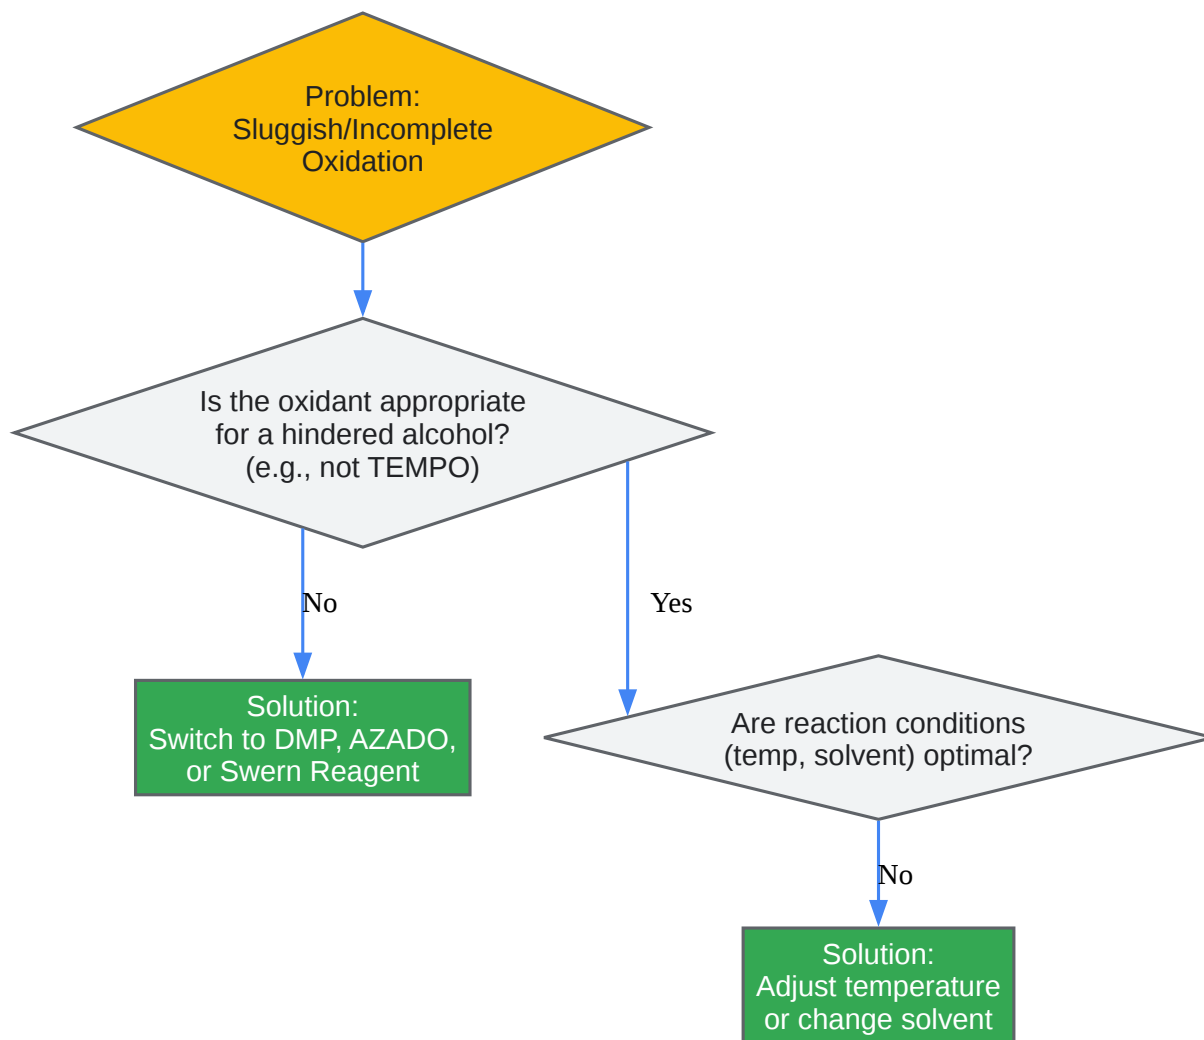 Problem:
Sluggish/Incomplete
Oxidation
Is the oxidant appropriate
for a hindered alcohol?
(e.g., not TEMPO)
No
Yes
Solution:
Switch to DMP, AZADO,
or Swern Reagent
Are reaction conditions
(temp, solvent) optimal?
No
Solution:
Adjust temperature
or change solvent